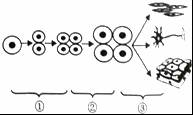 ① ② ③